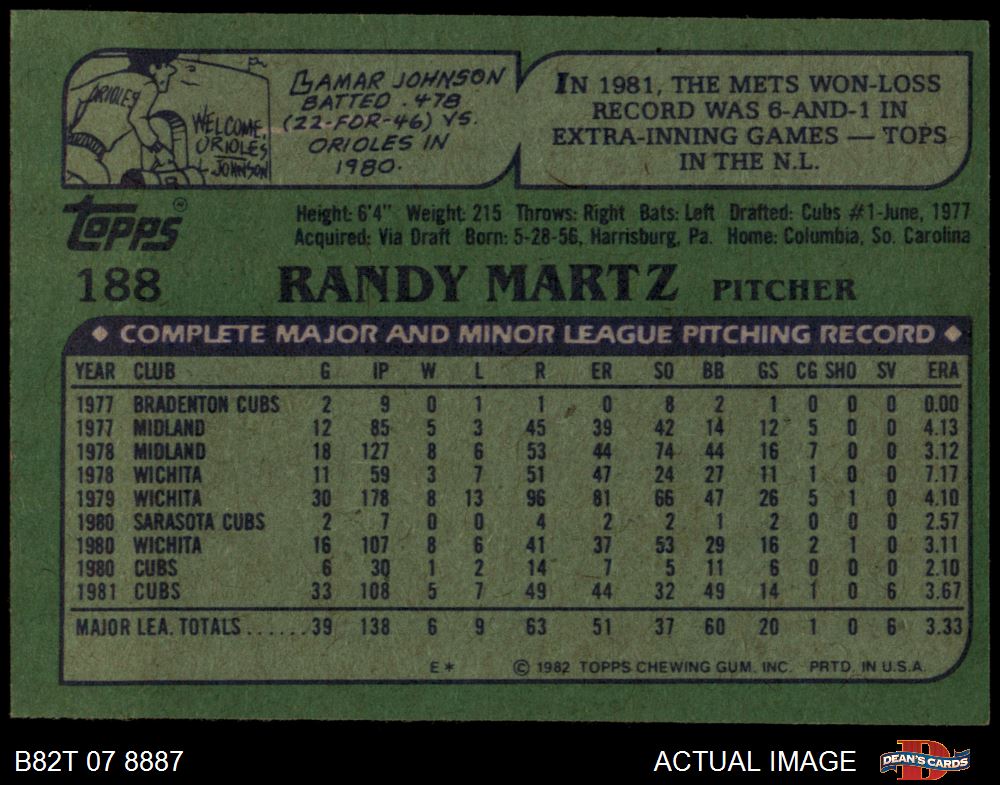 ORIOLES
WELCOME,
ORIOLES
L. JOHNSON
LAMAR JOHNSON
BATTED .478
(22-FOR-46) VS.
ORIOLES IN
1980.
IN 1981, THE METS WON-LOSS
RECORD WAS 6-AND-1 IN
EXTRA-INNING GAMES — TOPS
IN THE N.L.
TOPPS ®
Height: 6'4" Weight: 215 Throws: Right Bats: Left Drafted: Cubs #1-June, 1977
Acquired: Via Draft Born: 5-28-56, Harrisburg, Pa. Home: Columbia, So. Carolina
188 RANDY MARTZ PITCHER
◆ COMPLETE MAJOR AND MINOR LEAGUE PITCHING RECORD ◆
YEAR CLUB G IP W L R ER SO BB GS CG SHO SV ERA
1977 BRADENTON CUBS 2 9 0 1 1 0 8 2 1 0 0 0 0.00
1977 MIDLAND 12 85 5 3 45 39 42 14 12 5 0 0 4.13
1978 MIDLAND 18 127 8 6 53 44 74 44 16 7 0 0 3.12
1978 WICHITA 11 59 3 7 51 47 24 27 11 1 0 0 7.17
1979 WICHITA 30 178 8 13 96 81 66 47 26 5 1 0 4.10
1980 SARASOTA CUBS 2 7 0 0 4 2 2 1 2 0 0 0 2.57
1980 WICHITA 16 107 8 6 41 37 53 29 16 2 1 0 3.11
1980 CUBS 6 30 1 2 14 7 5 11 6 0 0 0 2.10
1981 CUBS 33 108 5 7 49 44 32 49 14 1 0 6 3.67
MAJOR LEA. TOTALS......39 138 6 9 63 51 37 60 20 1 0 6 3.33
E* © 1982 TOPPS CHEWING GUM, INC. PRTD. IN U.S.A.
B82T 07 8887 ACTUAL IMAGE DEAN'S CARDS